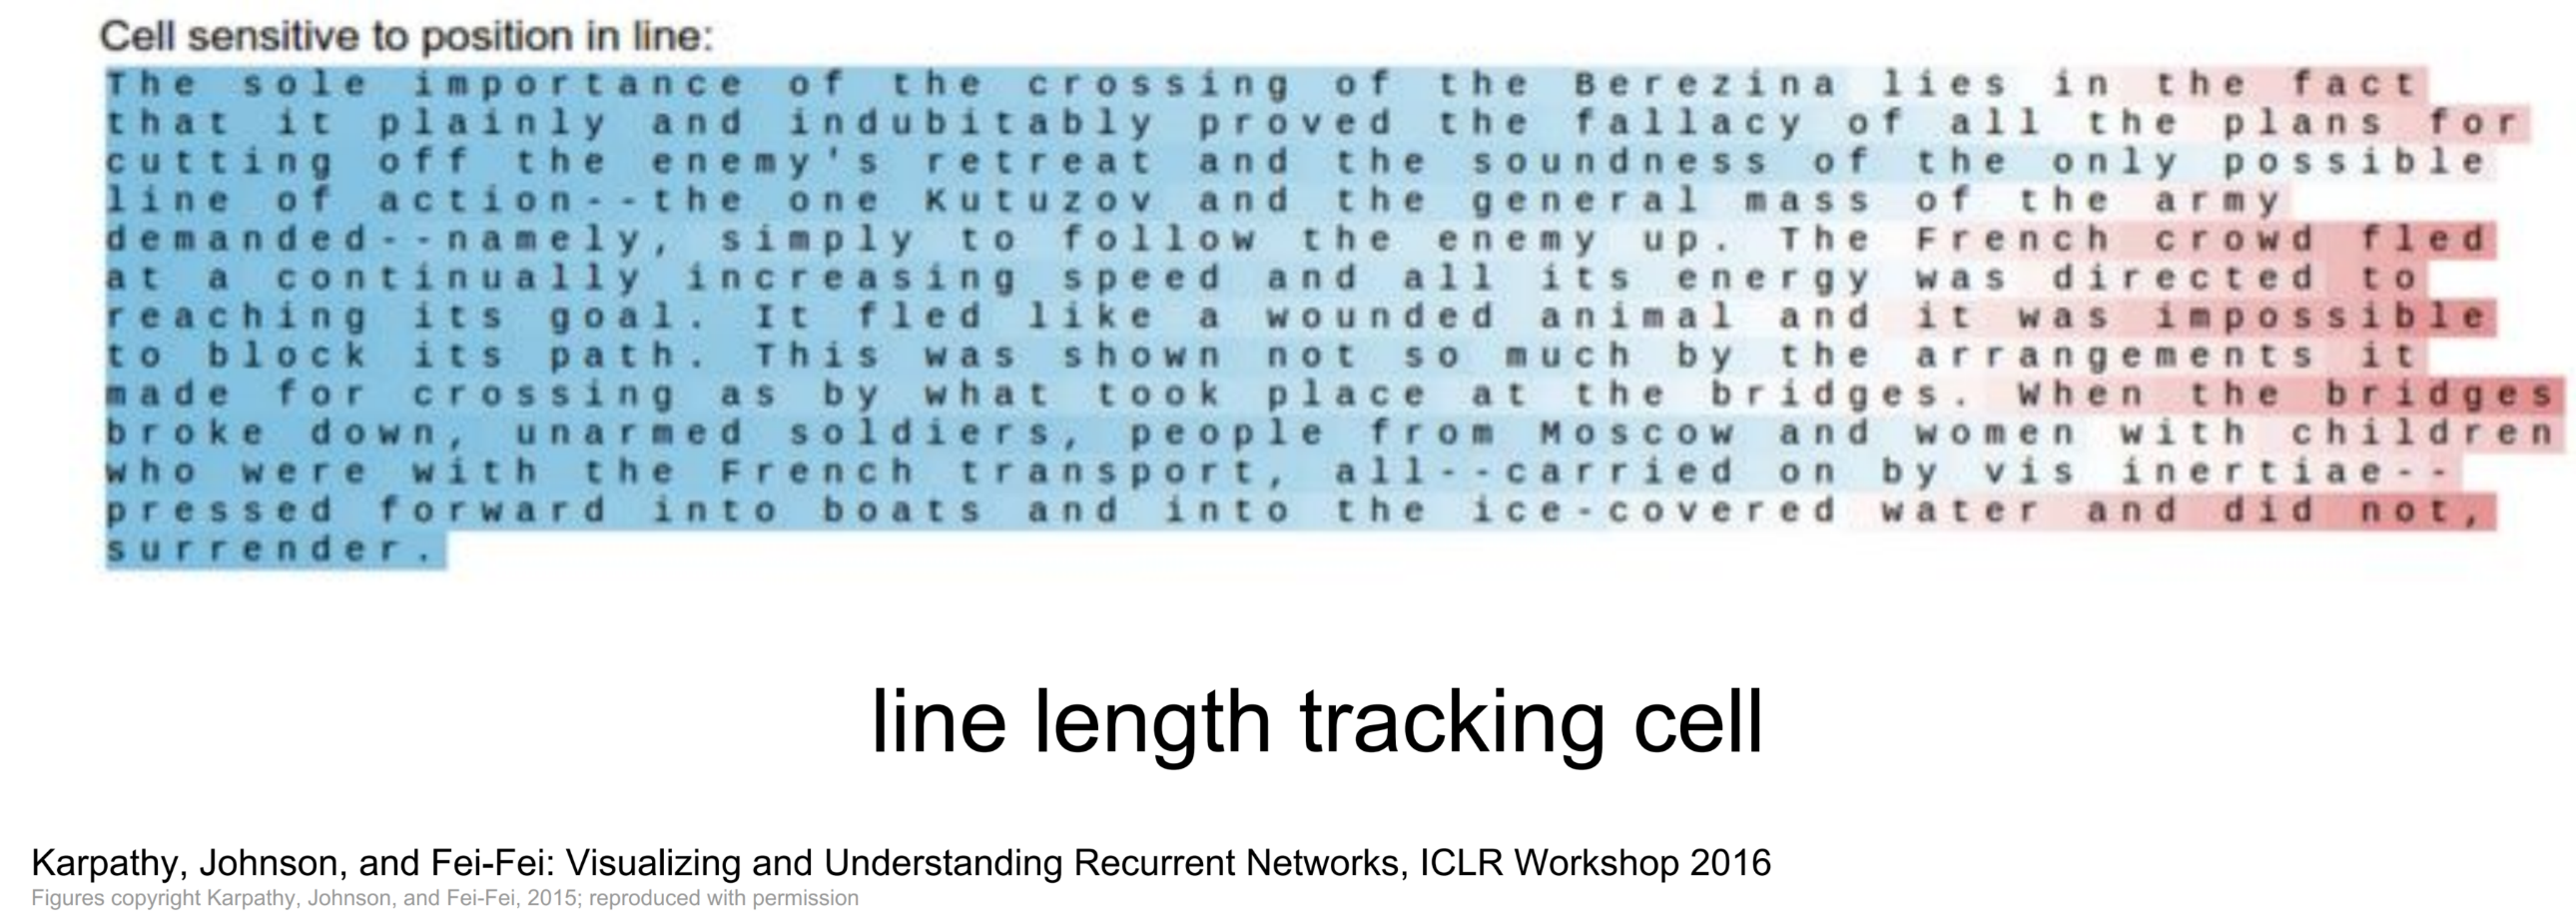 Cell sensitive to position in line:
The sole importance of the crossing of the Berezina lies in the fact
that it plainly and indubitably proved the fallacy of all the plans for
cutting off the enemy's retreat and the soundness of the only possible
line of action--the one Kutuzov and the general mass of the army
demanded--namely, simply to follow the enemy up. The French crowd fled
at a continually increasing speed and all its energy was directed to
reaching its goal. It fled like a wounded animal and it was impossible
to block its path. This was shown not so much by the arrangements it
made for crossing as by what took place at the bridges. When the bridges
broke down, unarmed soldiers, people from Moscow and women with children
who were with the French transport, all--carried on by vis inertiae--
pressed forward into boats and into the ice-covered water and did not,
surrender.
line length tracking cell
Karpathy, Johnson, and Fei-Fei: Visualizing and Understanding Recurrent Networks, ICLR Workshop 2016
Figures copyright Karpathy, Johnson, and Fei-Fei, 2015; reproduced with permission